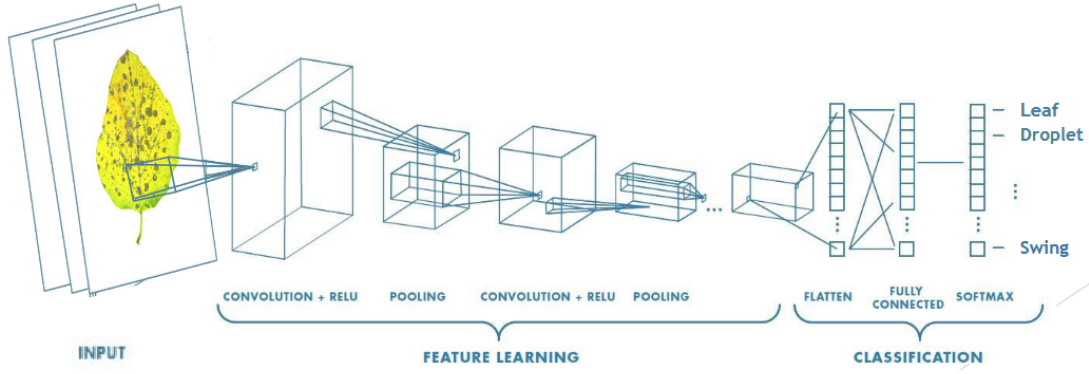 Leaf
Droplet
Swing
CONVOLUTION + RELU
POOLING
CONVOLUTION + RELU
POOLING
FLATTEN
FULLY
CONNECTED
SOFTMAX
INPUT
FEATURE LEARNING
CLASSIFICATION